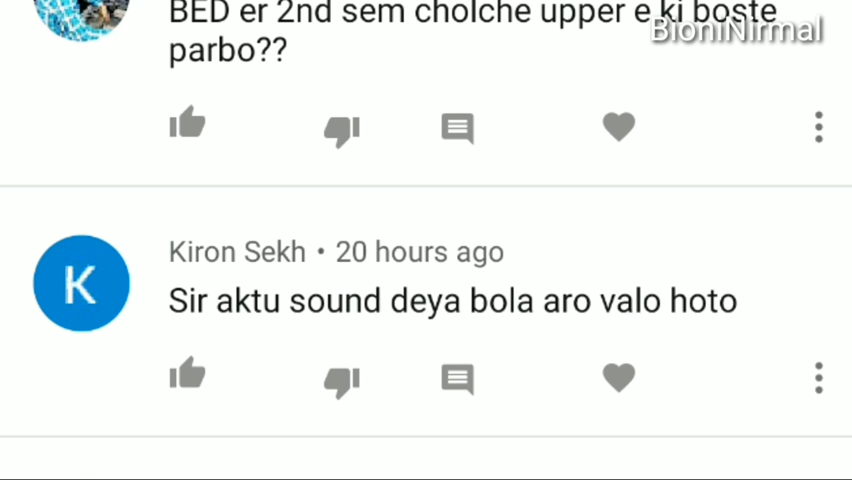 BED er 2nd sem cholche upper e ki boste
BioniNirmal
parbo??
Kiron Sekh • 20 hours ago
K
Sir aktu sound deya bola aro valo hoto